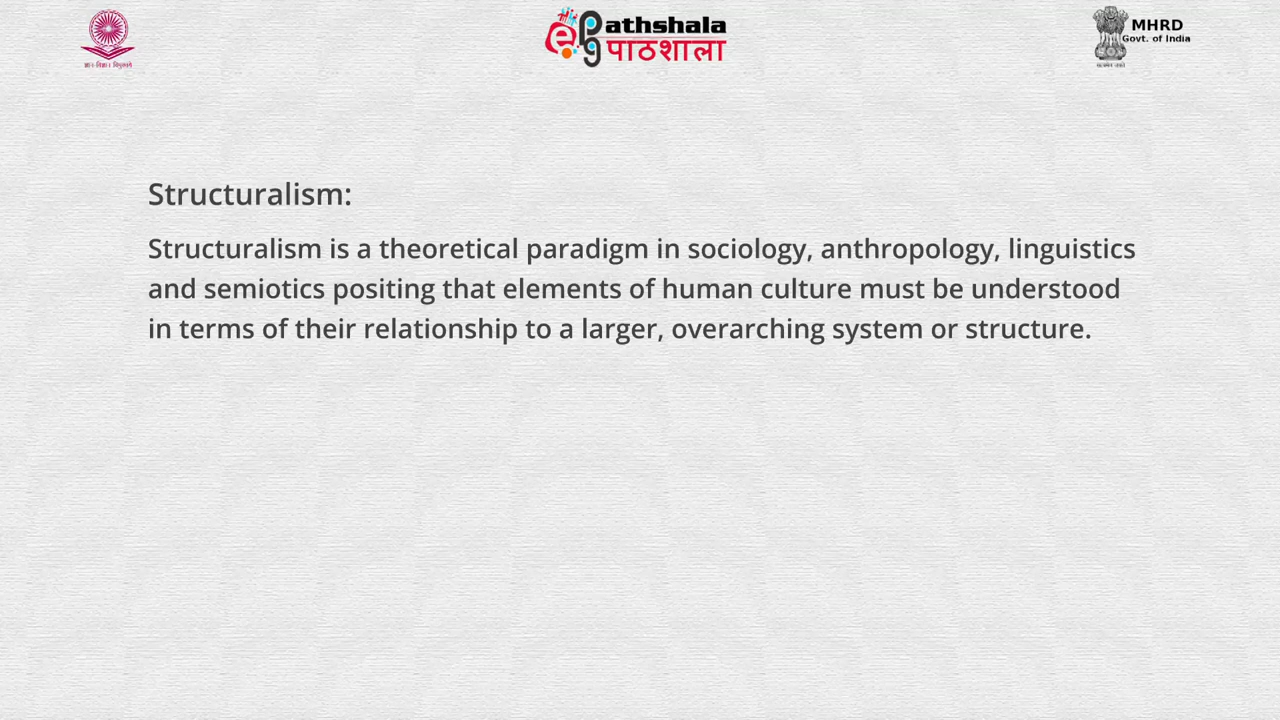 athshala
पाठशाला
MHRD
Govt. of India
Structuralism:
Structuralism is a theoretical paradigm in sociology, anthropology, linguistics
and semiotics positing that elements of human culture must be understood
in terms of their relationship to a larger, overarching system or structure.